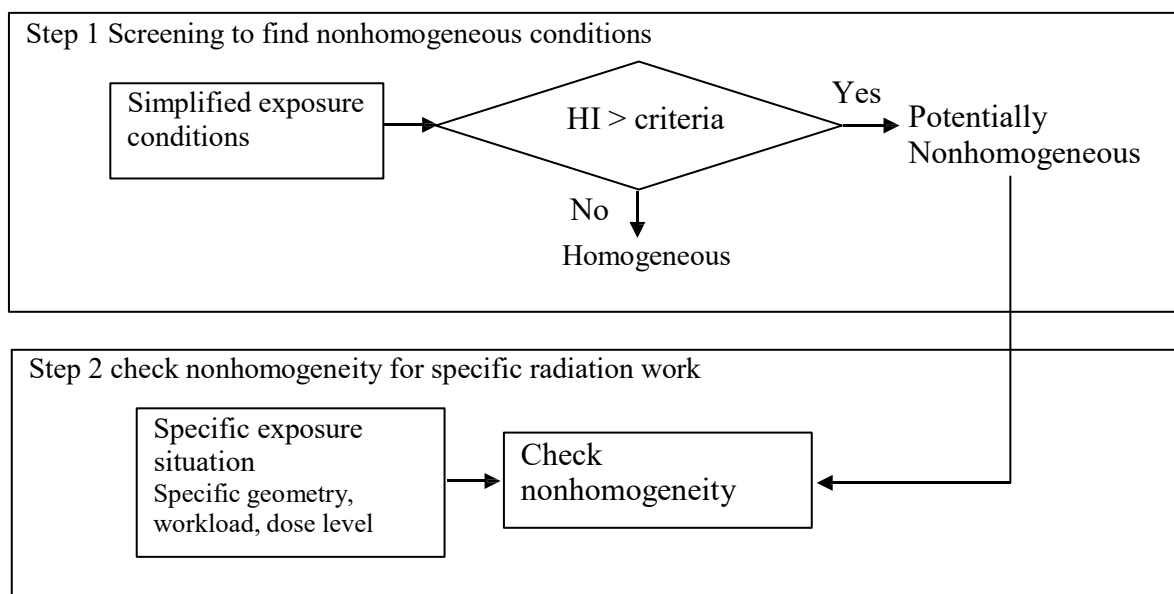 Step 1 Screening to find nonhomogeneous conditions
Simplified exposure
conditions
HI > criteria
Yes
Potentially
Nonhomogeneous
No
Homogeneous
Step 2 check nonhomogeneity for specific radiation work
Specific exposure
situation
Specific geometry,
workload, dose level
Check
nonhomogeneity